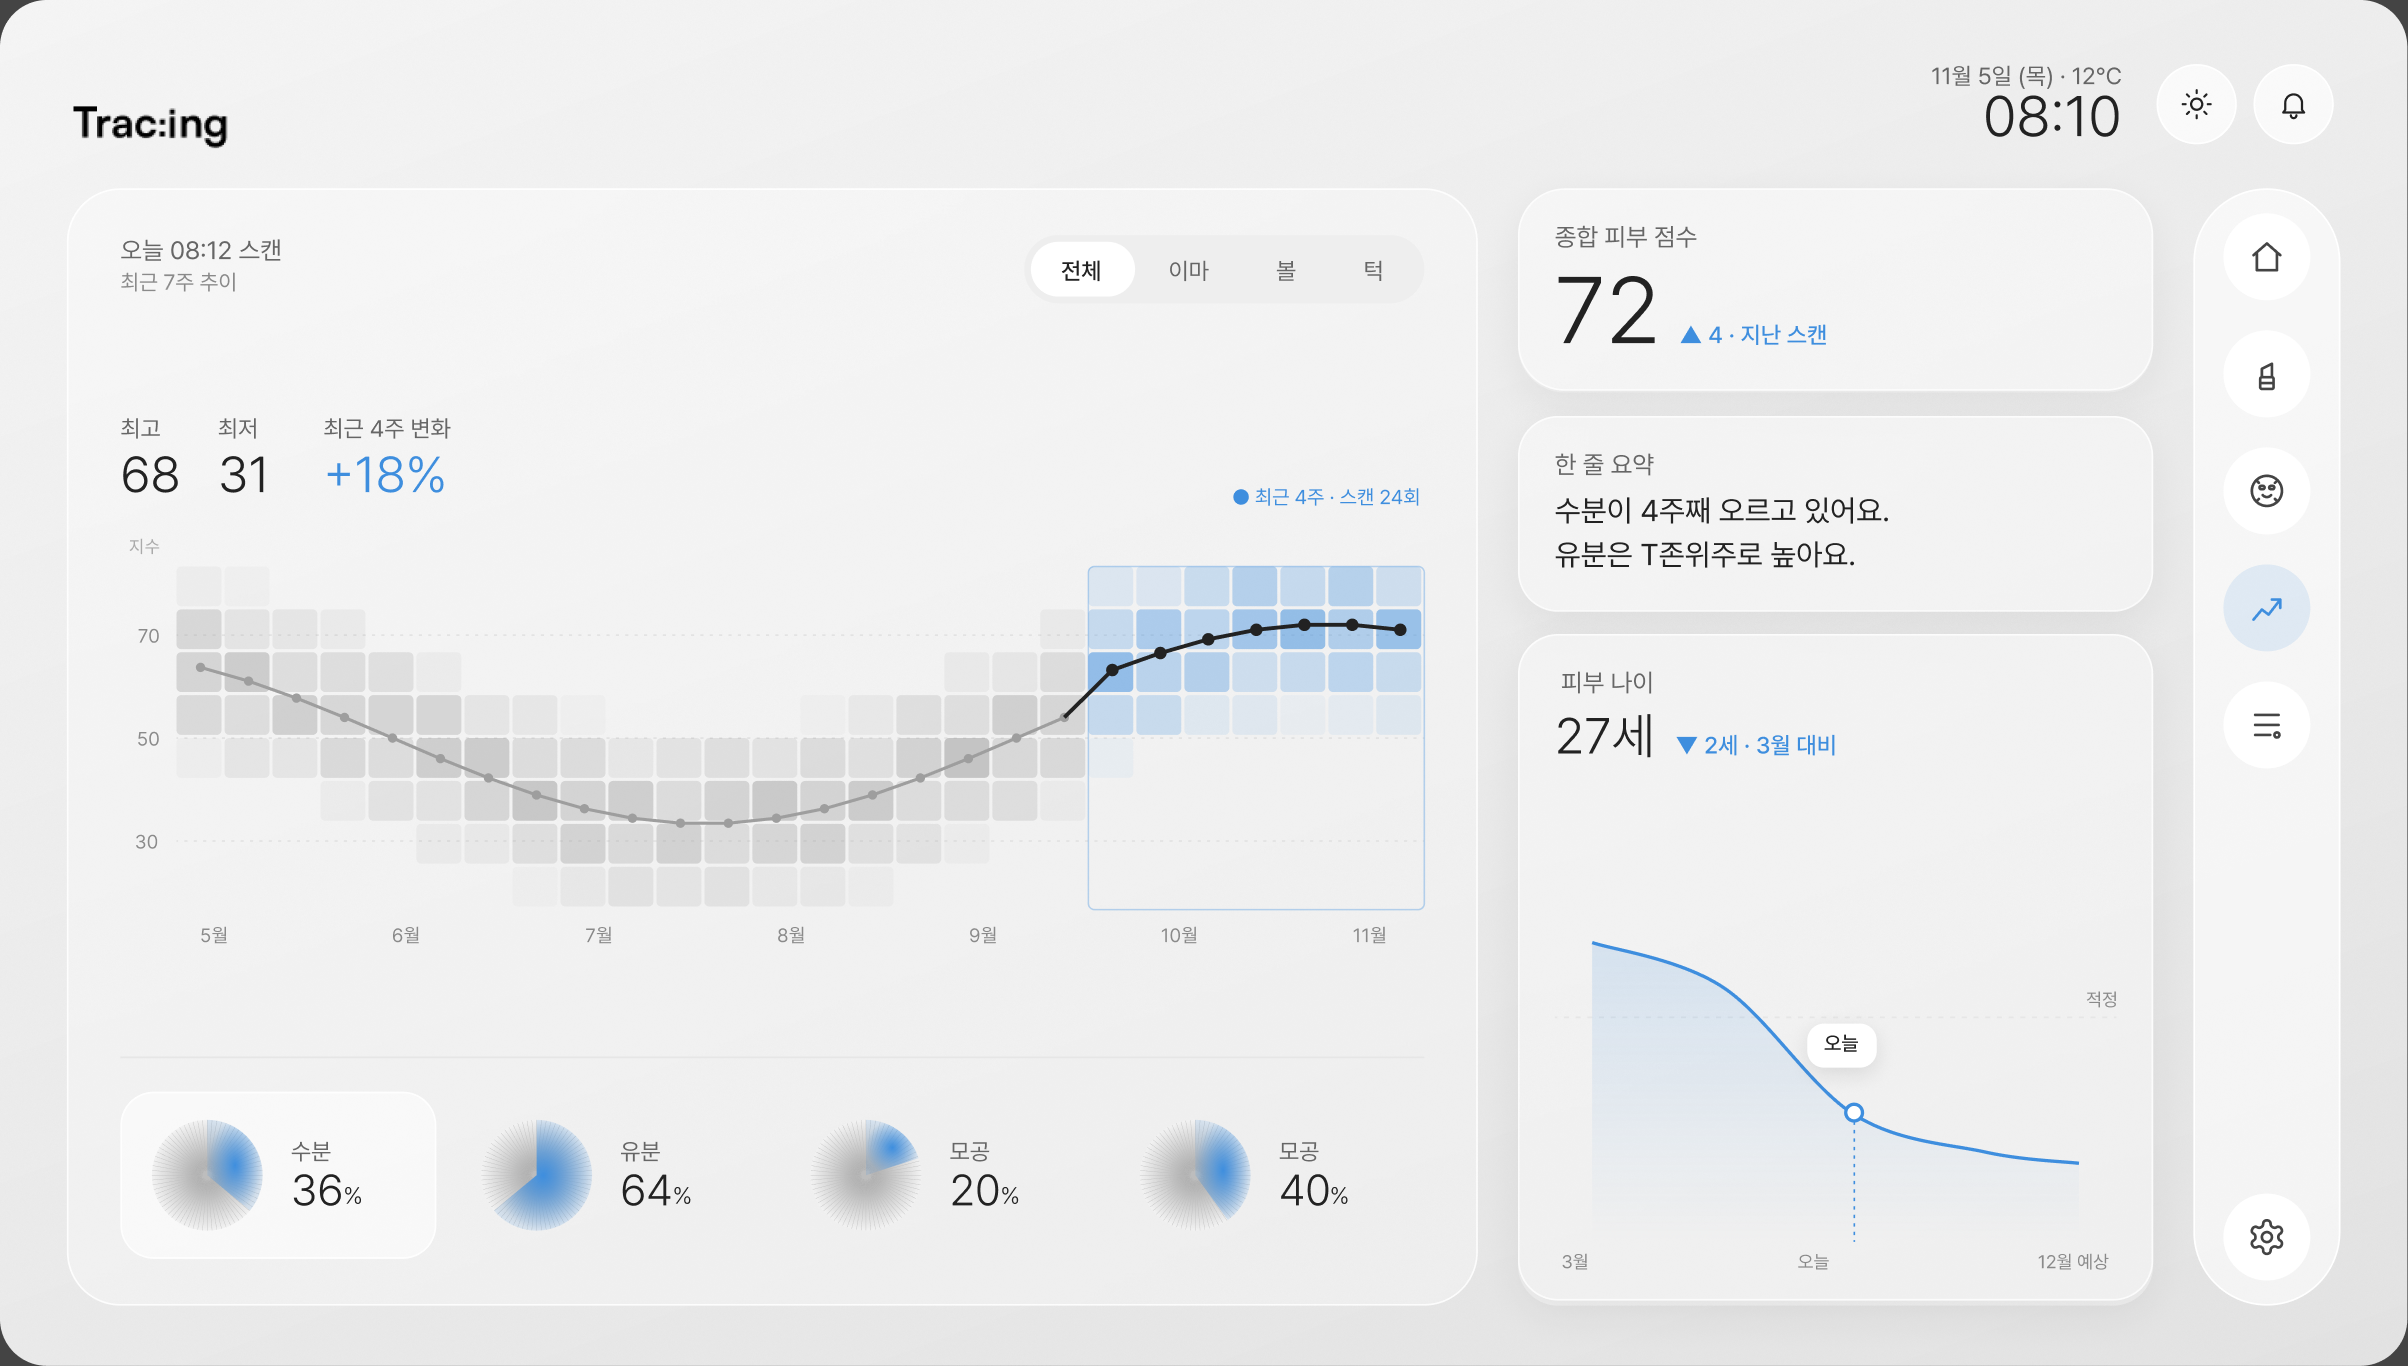 Trac:ing
11월 5일 (목) · 12°C
08:10
오늘 08:12 스캔
최근 7주 추이
전체 이마 볼 턱
최고 최저 최근 4주 변화
68 31 +18%
최근 4주 · 스캔 24회
지수
70
50
30
5월 6월 7월 8월 9월 10월 11월
수분
36%
유분
64%
모공
20%
모공
40%
종합 피부 점수
72 ▲ 4 · 지난 스캔
한 줄 요약
수분이 4주째 오르고 있어요.
유분은 T존위주로 높아요.
피부 나이
27세 ▼ 2세 · 3월 대비
적정
오늘
3월 오늘 12월 예상